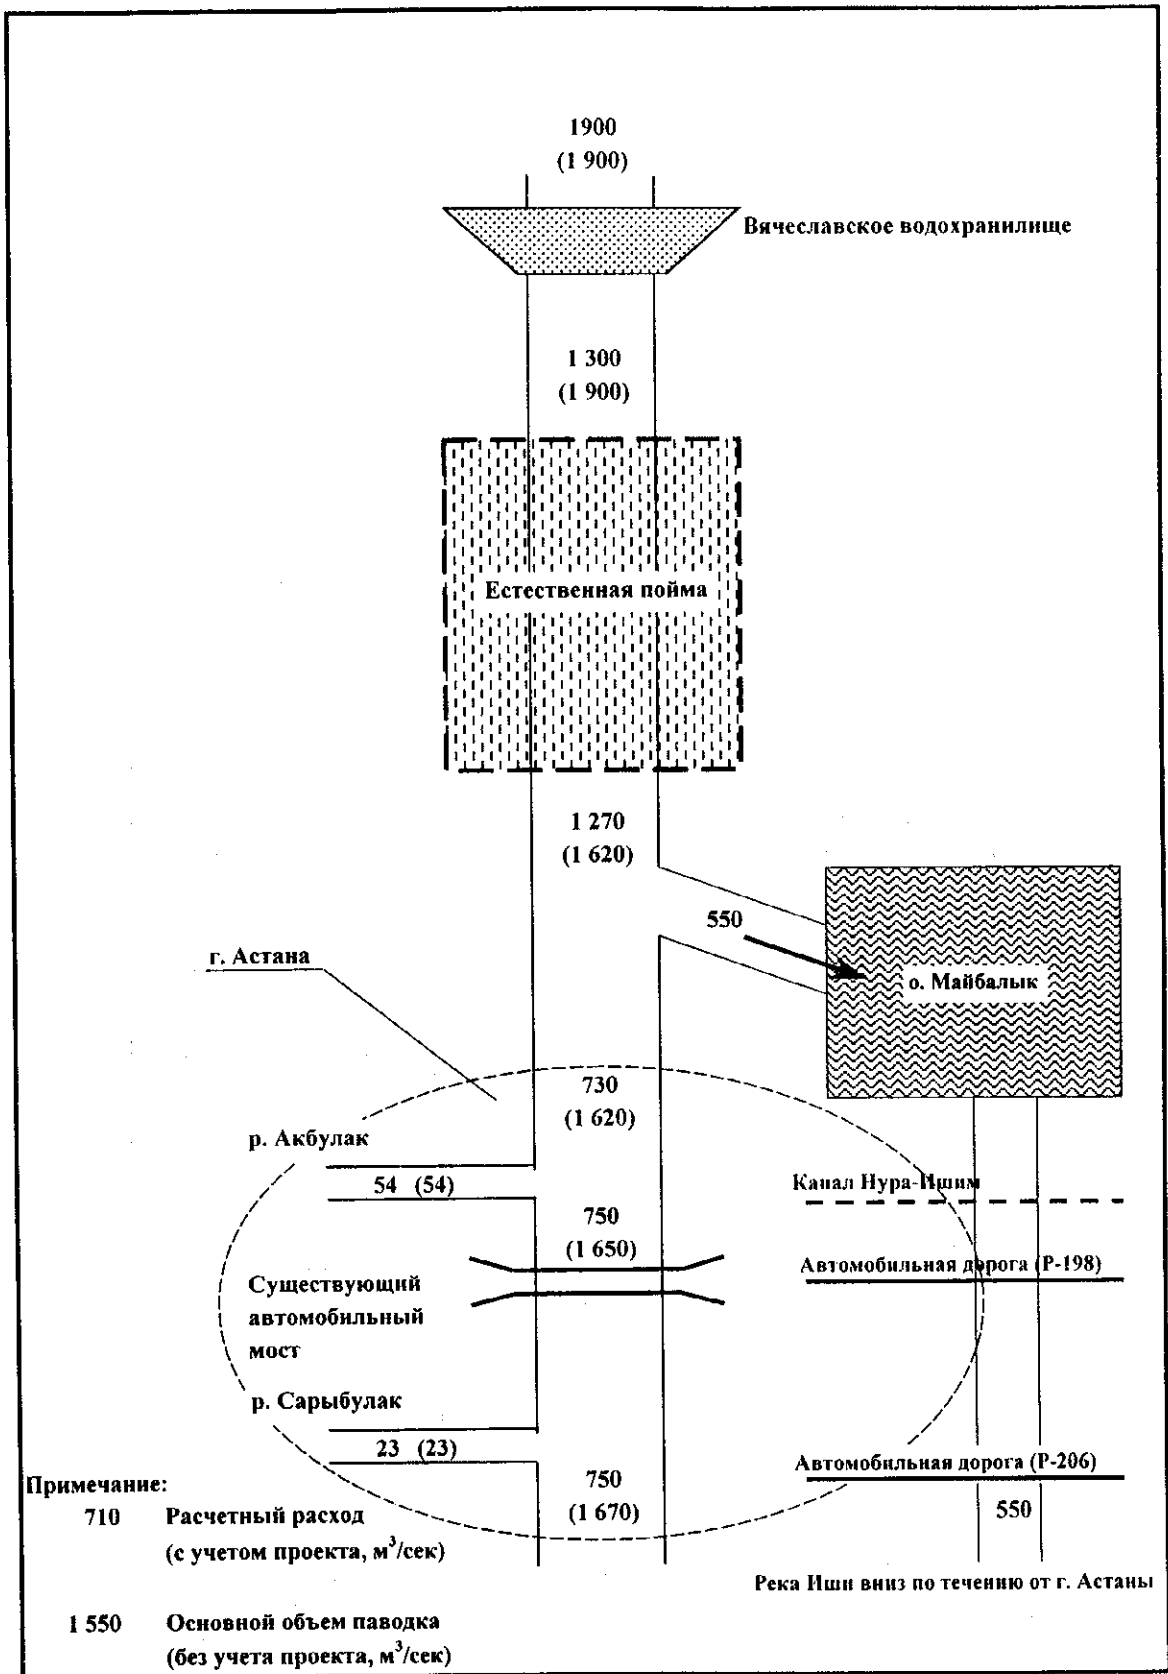 1900
(1 900)
Вячеславское водохранилище
1 300
(1 900)
Естественная пойма
1 270
(1 620)
550
г. Астана
о. Майбалык
730
(1 620)
р. Акбулак
54 (54)
Канал Нура-Ишим
750
(1 650)
Автомобильная дорога (Р-198)
Существующий
автомобильный
мост
р. Сарыбулак
23 (23)
Автомобильная дорога (Р-206)
750
(1 670)
550
Примечание:
710 Расчетный расход
(с учетом проекта, м³/сек)
Река Иши вниз по течению от г. Астаны
1 550 Основной объем паводка
(без учета проекта, м³/сек)